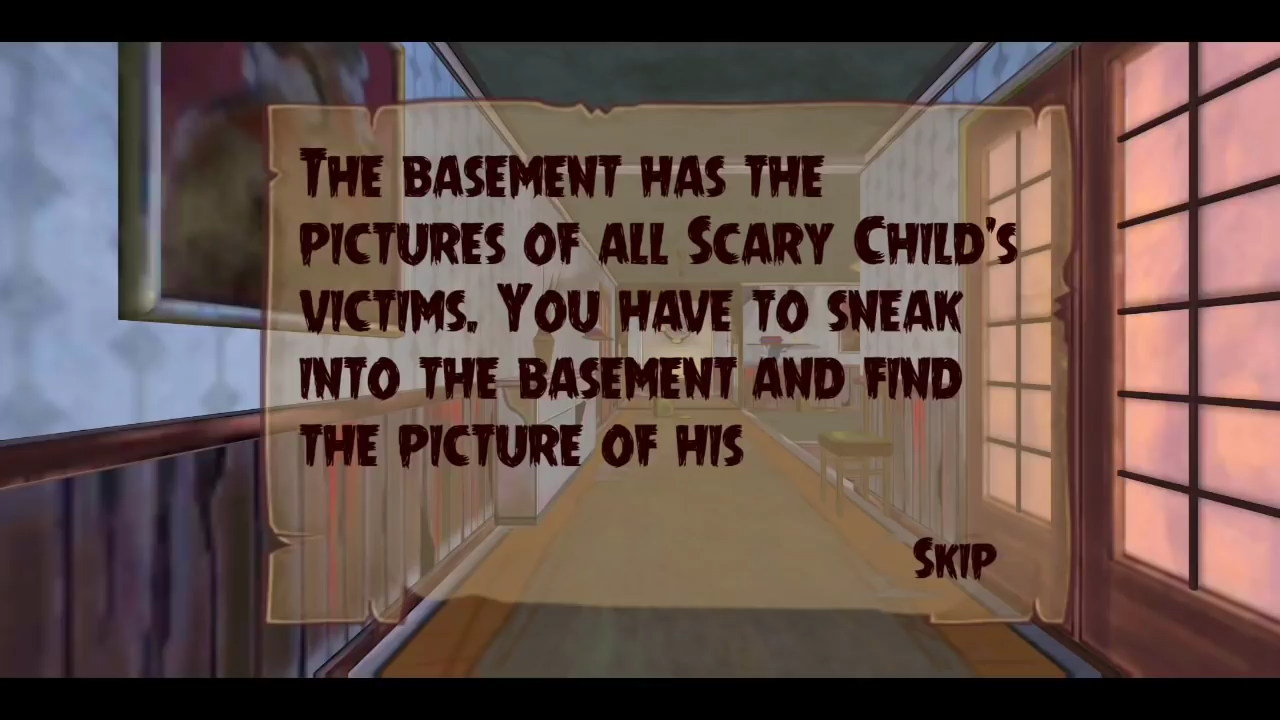 The basement has the
pictures of all Scary Child's
victims. You have to sneak
into the basement and find
the picture of his
Skip